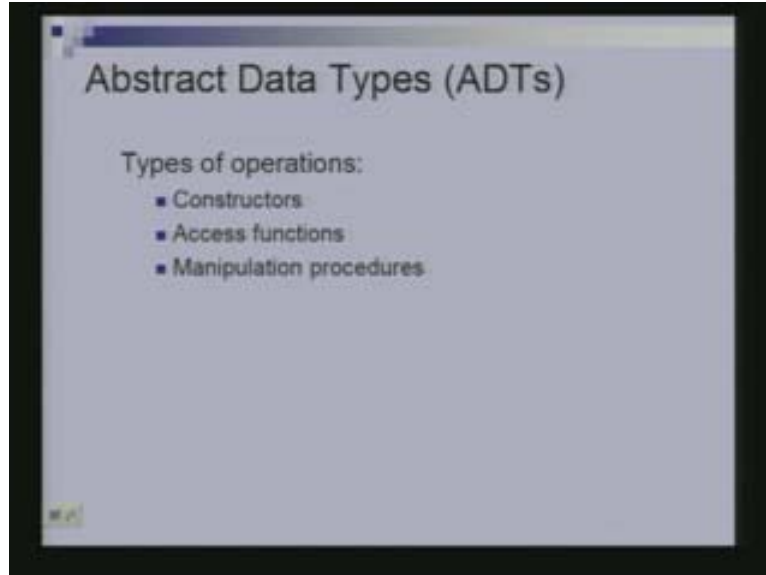 Abstract Data Types (ADTs)
Types of operations:
Constructors
Access functions
Manipulation procedures